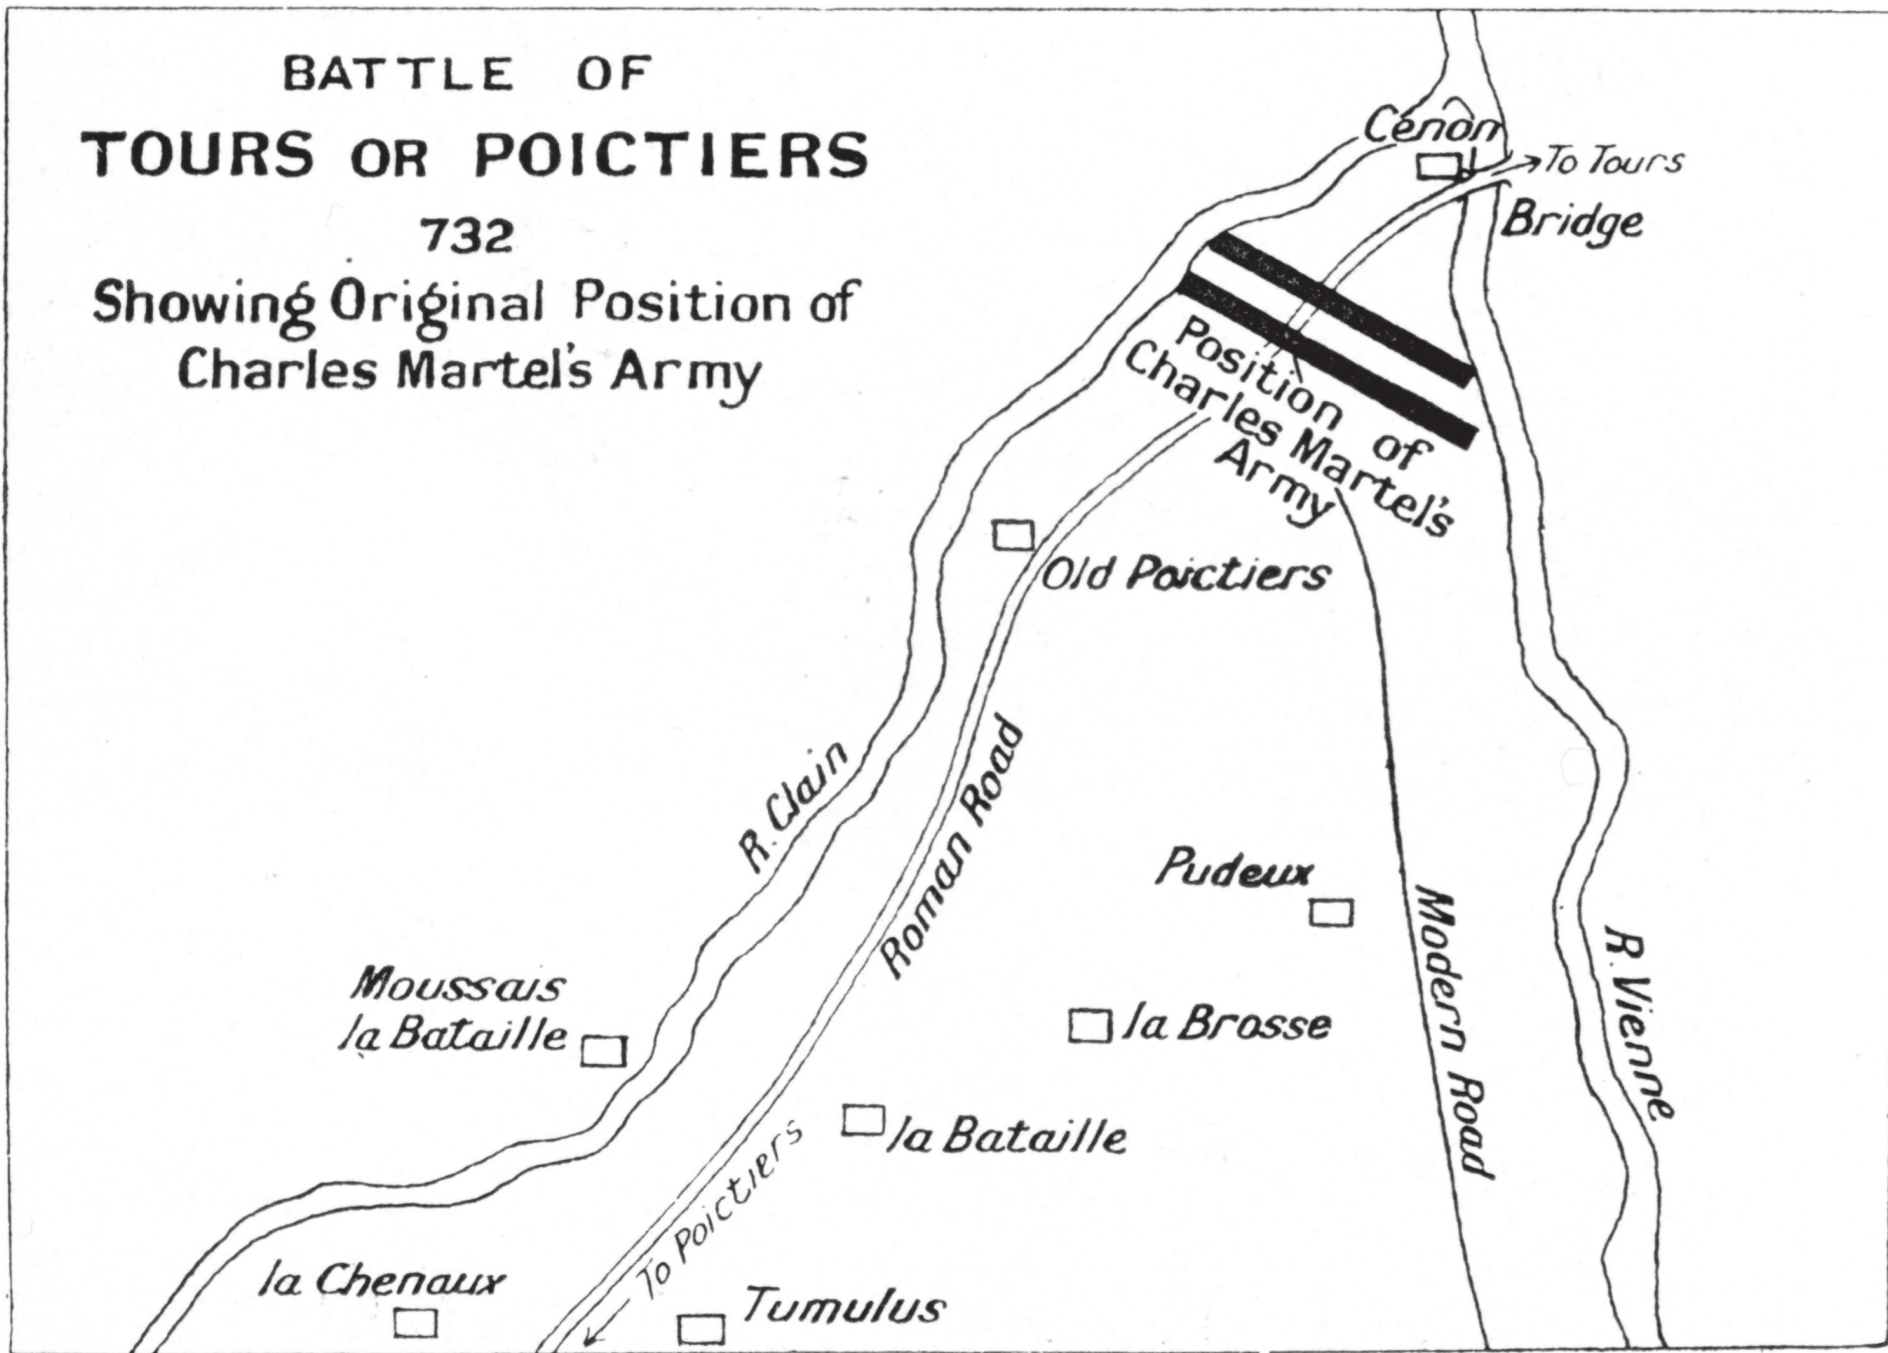 BATTLE OF
TOURS OR POICTIERS
732
Showing Original Position of
Charles Martel's Army
Cenon
To Tours
Bridge
Position of
Charles Martel's
Army
Old Poictiers
R. Clain
Roman Road
Pudeux
Modern Road
R. Vienne
Moussais
la Bataille
la Brosse
la Bataille
To Poictiers
la Chenaux
Tumulus